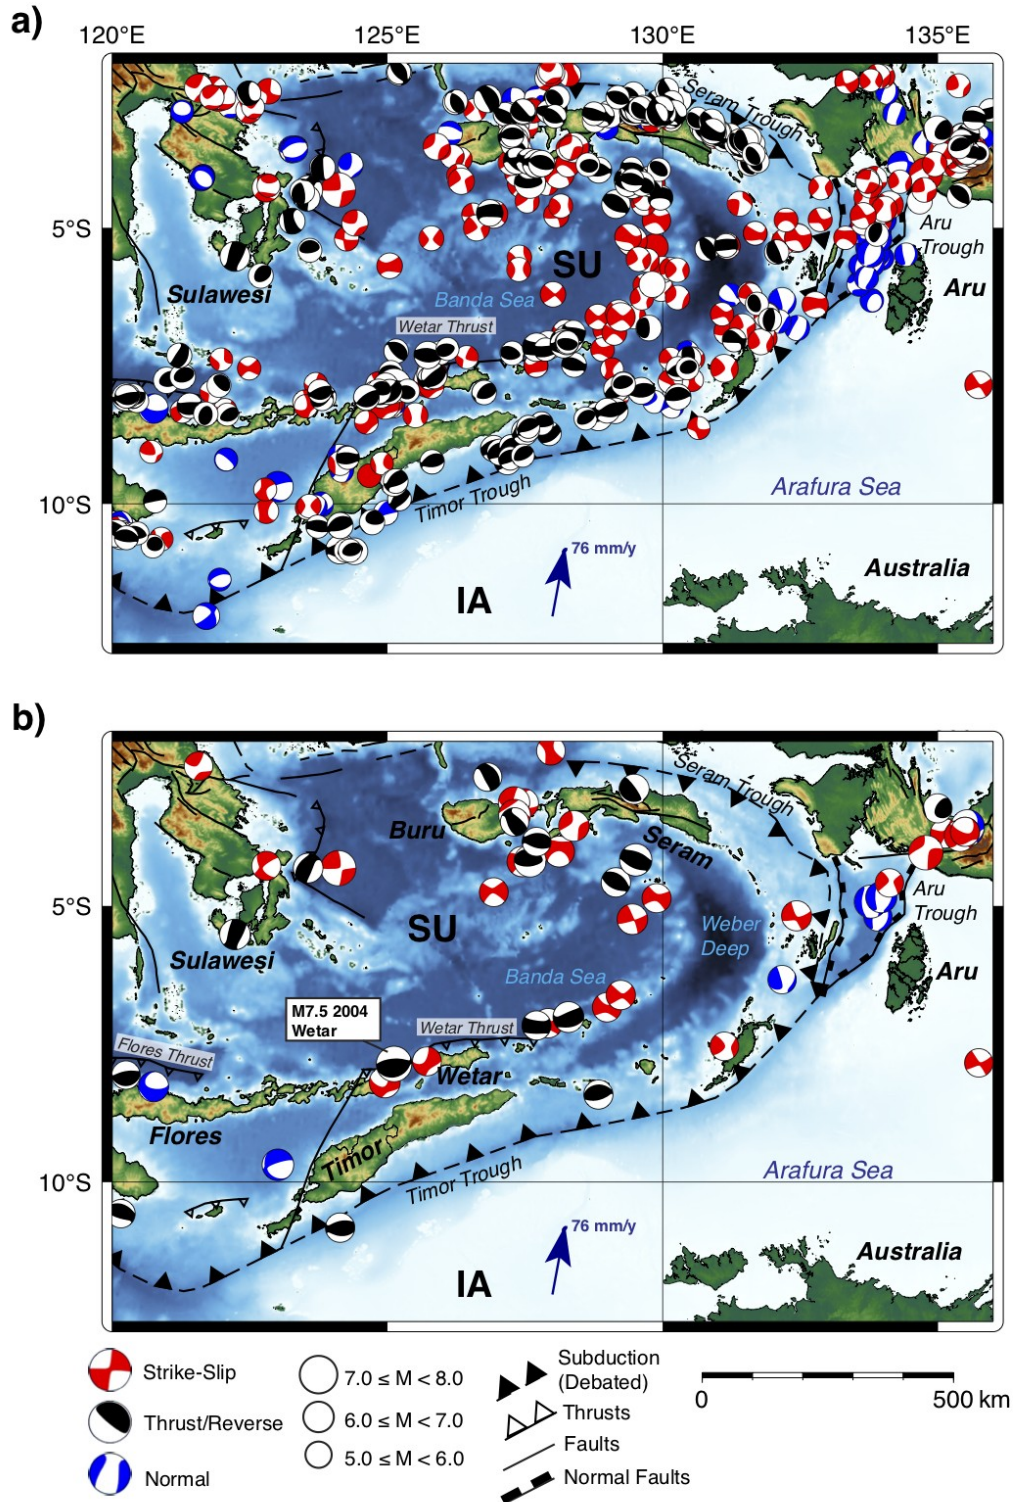 a)
120°E
125°E
130°E
135°E
Seram Trough
5°S
SU
Aru
Trough
Aru
Sulawesi
Banda Sea
Wetar Thrust
Arafura Sea
10°S
Timor Trough
76 mm/y
Australia
IA
b)
Seram Trough
Buru
Seram
Aru
Trough
5°S
SU
Weber
Deep
Sulawesi
Banda Sea
Aru
M7.5 2004
Wetar
Wetar Thrust
Flores Thrust
Wetar
Flores
Timor
Arafura Sea
10°S
Timor Trough
76 mm/y
Australia
IA
Strike-Slip
Thrust/Reverse
Normal
7.0 ≤ M < 8.0
6.0 ≤ M < 7.0
5.0 ≤ M < 6.0
Subduction
(Debated)
Thrusts
Faults
Normal Faults
0
500 km